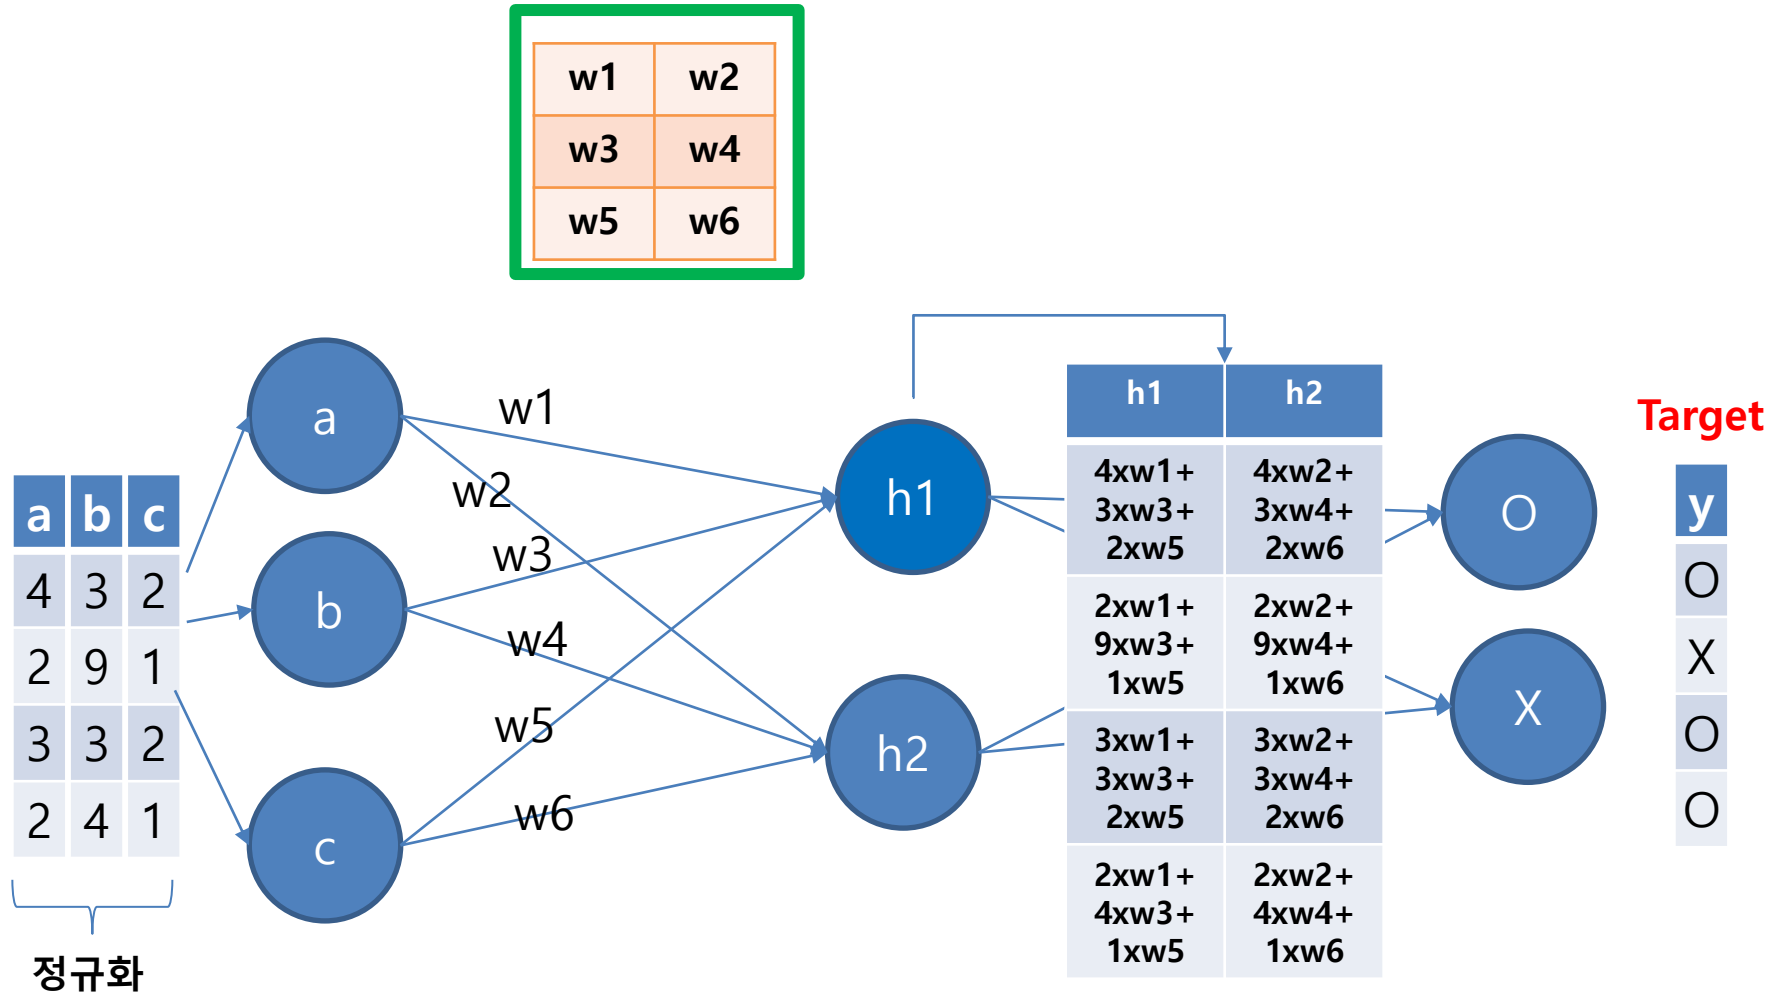 w1 w2
w3 w4
w5 w6
a b c
4 3 2
2 9 1
3 3 2
2 4 1
정규화
a
b
c
w1
w2
w3
w4
w5
w6
h1
h2
h1 h2
4xw1+
3xw3+
2xw5
4xw2+
3xw4+
2xw6
2xw1+
9xw3+
1xw5
2xw2+
9xw4+
1xw6
3xw1+
3xw3+
2xw5
3xw2+
3xw4+
2xw6
2xw1+
4xw3+
1xw5
2xw2+
4xw4+
1xw6
O
X
Target
y
O
X
O
O